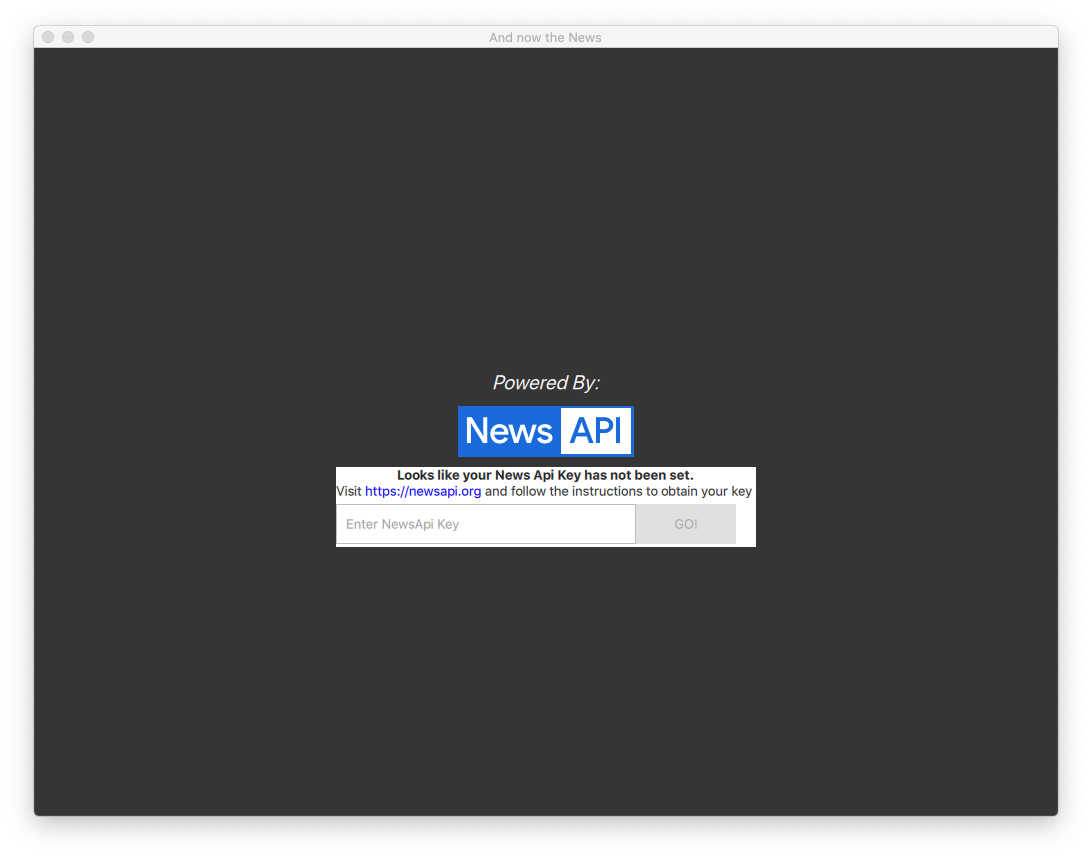 And now the News
Powered By:
News API
Looks like your News Api Key has not been set.
Visit https://newsapi.org and follow the instructions to obtain your key
Enter NewsApi Key
GO!